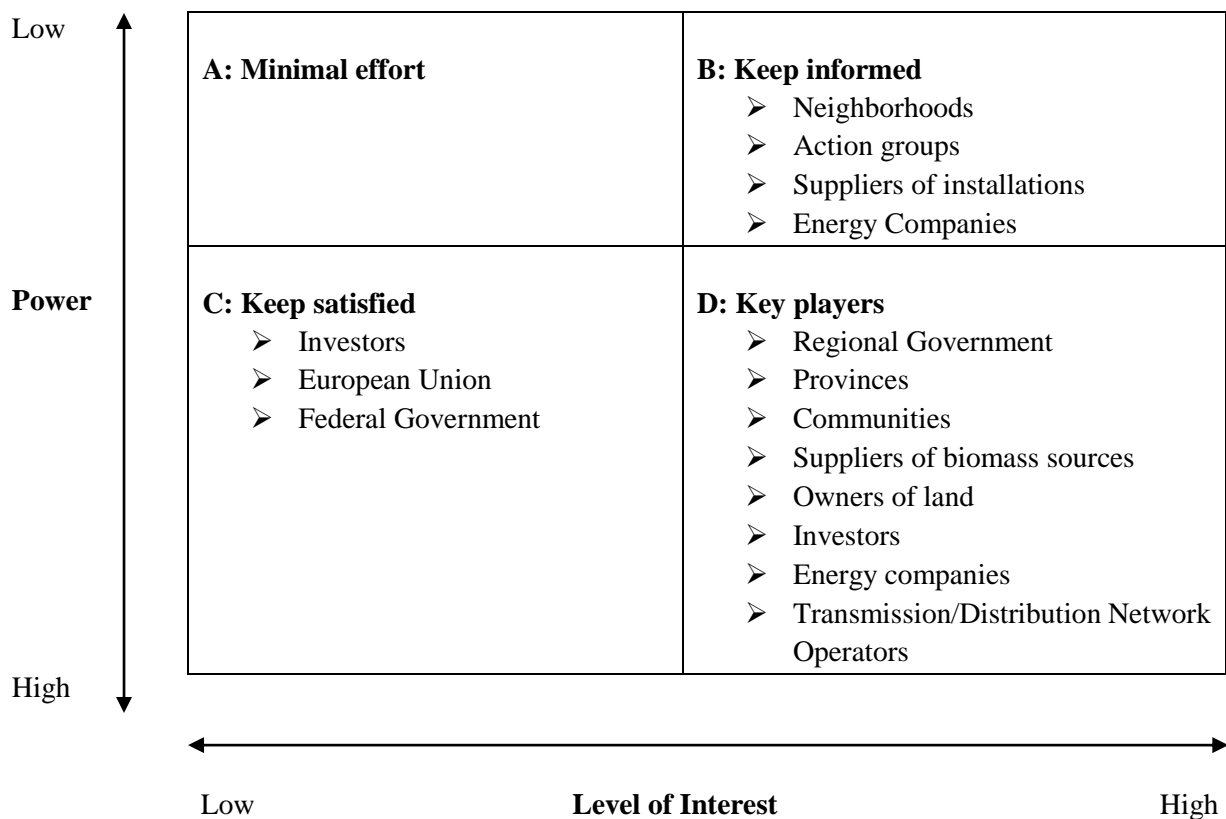 Low
A: Minimal effort
B: Keep informed
➢ Neighborhoods
➢ Action groups
➢ Suppliers of installations
➢ Energy Companies
Power
C: Keep satisfied
➢ Investors
➢ European Union
➢ Federal Government
D: Key players
➢ Regional Government
➢ Provinces
➢ Communities
➢ Suppliers of biomass sources
➢ Owners of land
➢ Investors
➢ Energy companies
➢ Transmission/Distribution Network
Operators
High
Low
Level of Interest
High